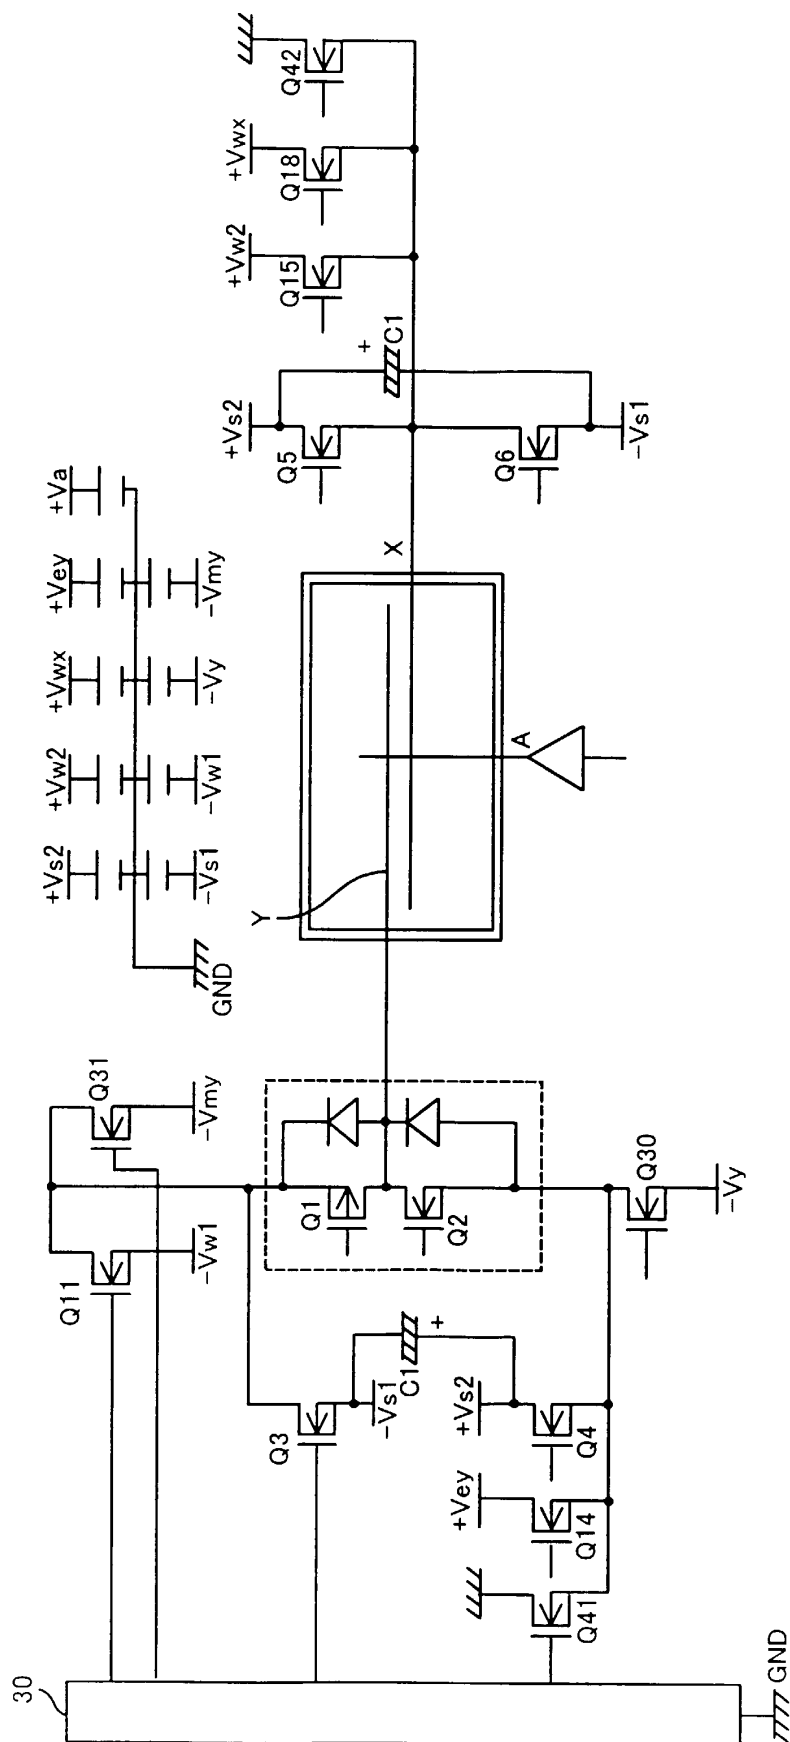 Q42
+Vwx
Q18
+Vw2
Q15
+
C1
+Vs2
Q5
Q6
-Vs1
X
+Va
+Vey
-Vmy
+Vwx
-Vy
+Vw2
-Vw1
+Vs2
-Vs1
GND
A
Y
Q31
-Vmy
Q11
-Vw1
Q1
Q2
Q30
-Vy
Q3
-Vs1
C1
+
+Vs2
Q4
+Vey
Q14
Q41
30
GND